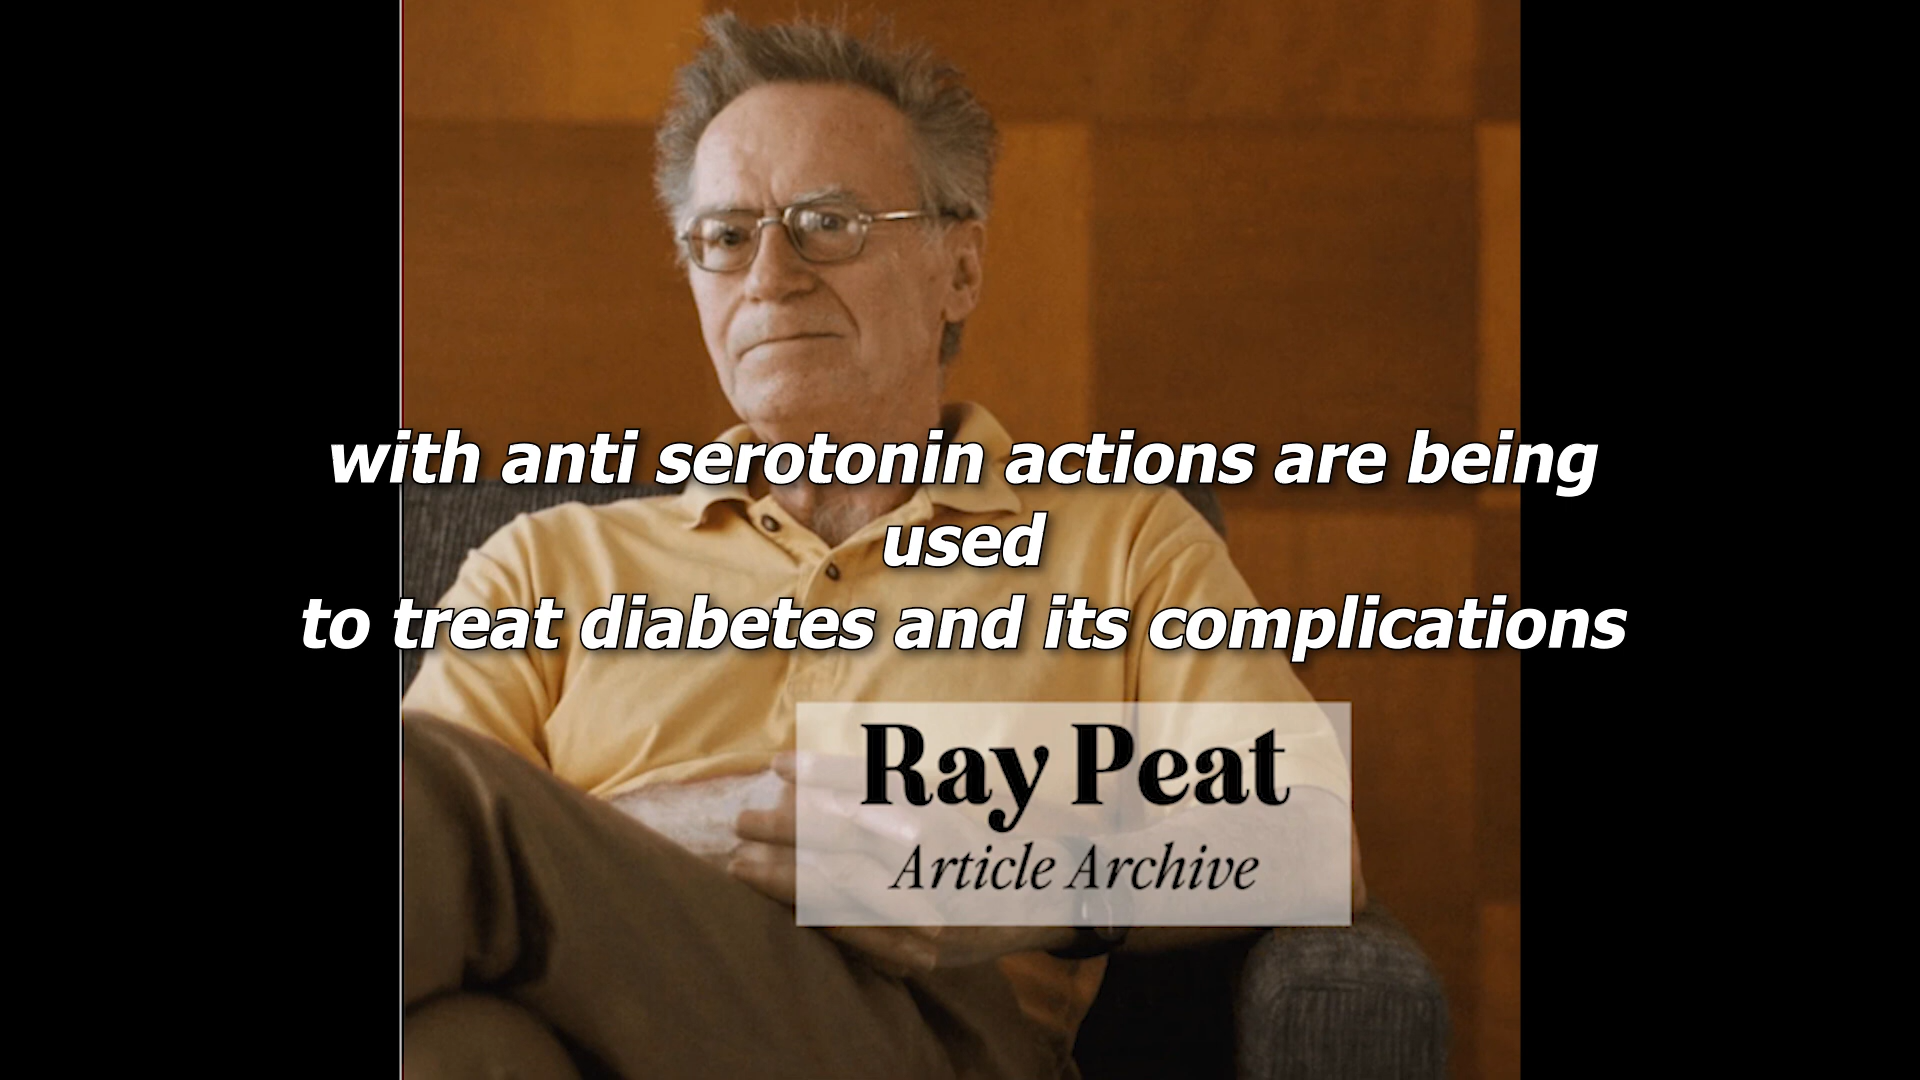 with anti serotonin actions are being
used
to treat diabetes and its complications
Ray Peat
Article Archive